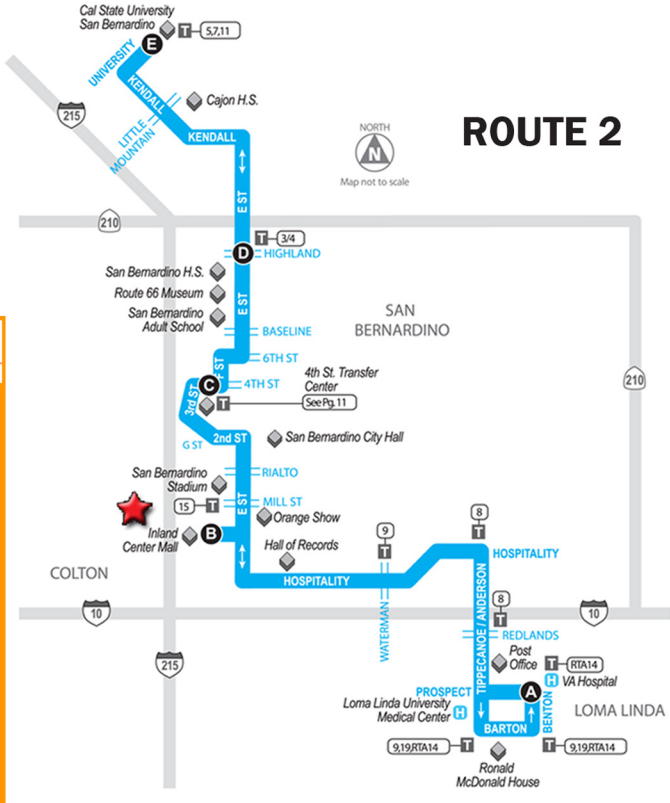 Cal State University
San Bernardino
T
5,7,11
E
UNIVERSITY
KENDALL
215
Cajon H.S.
LITTLE
MOUNTAIN
KENDALL
ROUTE 2
NORTH
N
Map not to scale
E ST
210
T
3/4
D
HIGHLAND
San Bernardino H.S.
Route 66 Museum
San Bernardino
Adult School
E ST
SAN
BERNARDINO
BASELINE
6TH ST
F ST
4TH ST
C
3rd ST
4th St. Transfer
Center
T
See Pg. 11
210
G ST
2nd ST
San Bernardino City Hall
San Bernardino
Stadium
RIALTO
E ST
15
T
MILL ST
Orange Show
Inland
Center Mall
B
Hall of Records
9
T
8
T
HOSPITALITY
COLTON
HOSPITALITY
10
WATERMAN
TIPPECANOE / ANDERSON
8
T
10
REDLANDS
215
Post
Office
T
RTA14
H
VA Hospital
PROSPECT
A
Loma Linda University
Medical Center
H
BENTON
LOMA LINDA
BARTON
9,19,RTA14
T
T
9,19,RTA14
Ronald
McDonald House